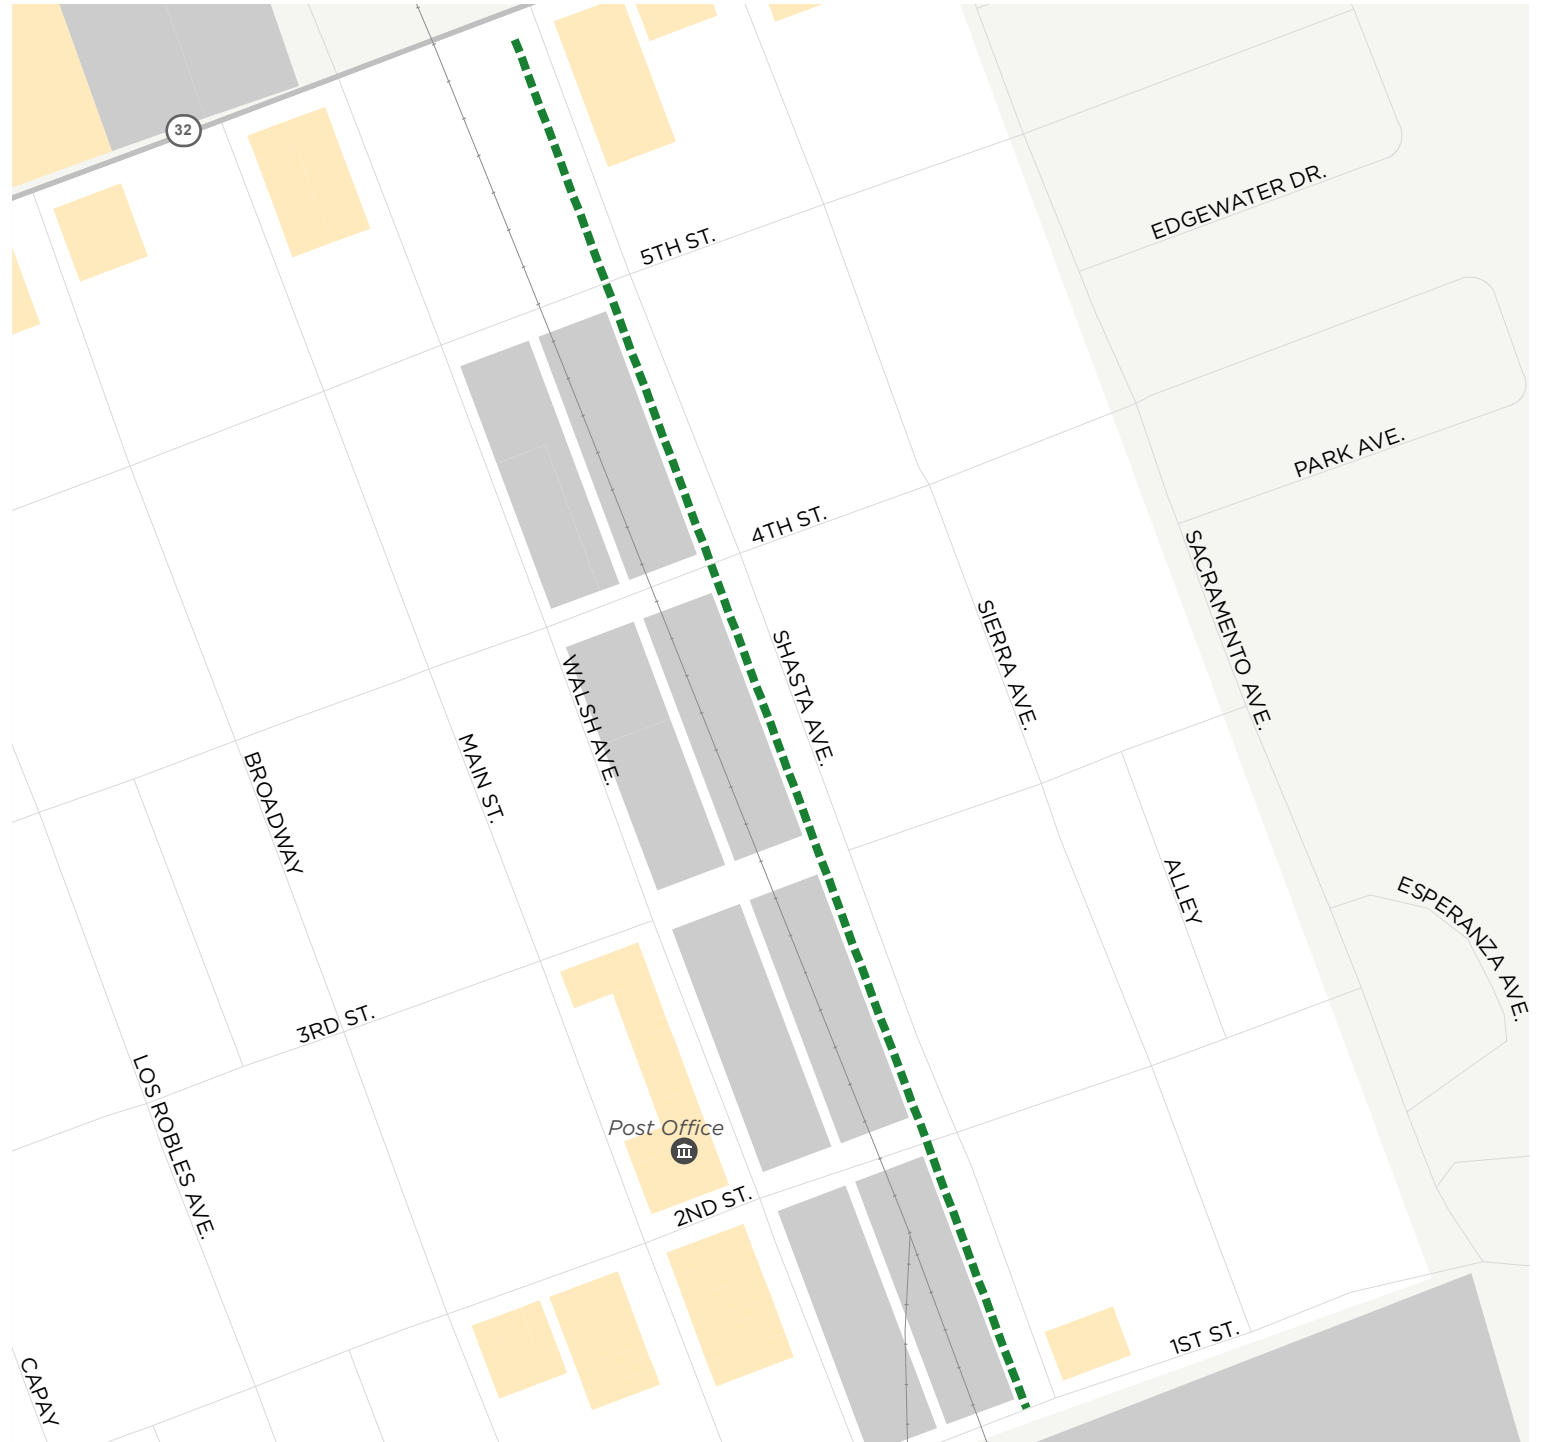 32
EDGEWATER DR.
5TH ST.
PARK AVE.
4TH ST.
SACRAMENTO AVE.
SIERRA AVE.
SHASTA AVE.
WALSH AVE.
MAIN ST.
BROADWAY
ALLEY
ESPERANZA AVE.
3RD ST.
LOS ROBLES AVE.
Post Office
2ND ST.
1ST ST.
CAPAY